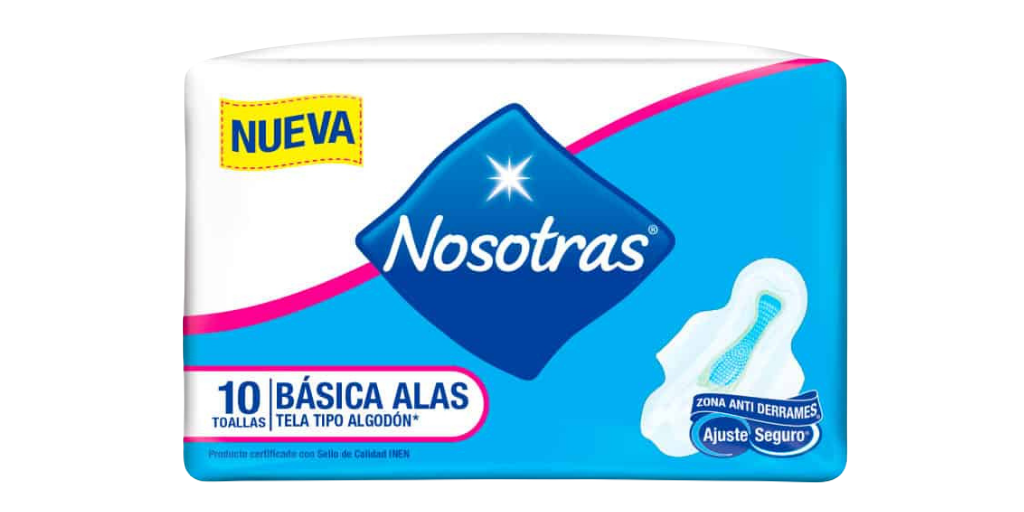 NUEVA
Nosotras®
10 TOALLAS
BÁSICA ALAS
TELA TIPO ALGODÓN*
ZONA ANTI DERRAMES
Ajuste Seguro®
Producto certificado con Sello de Calidad INEN